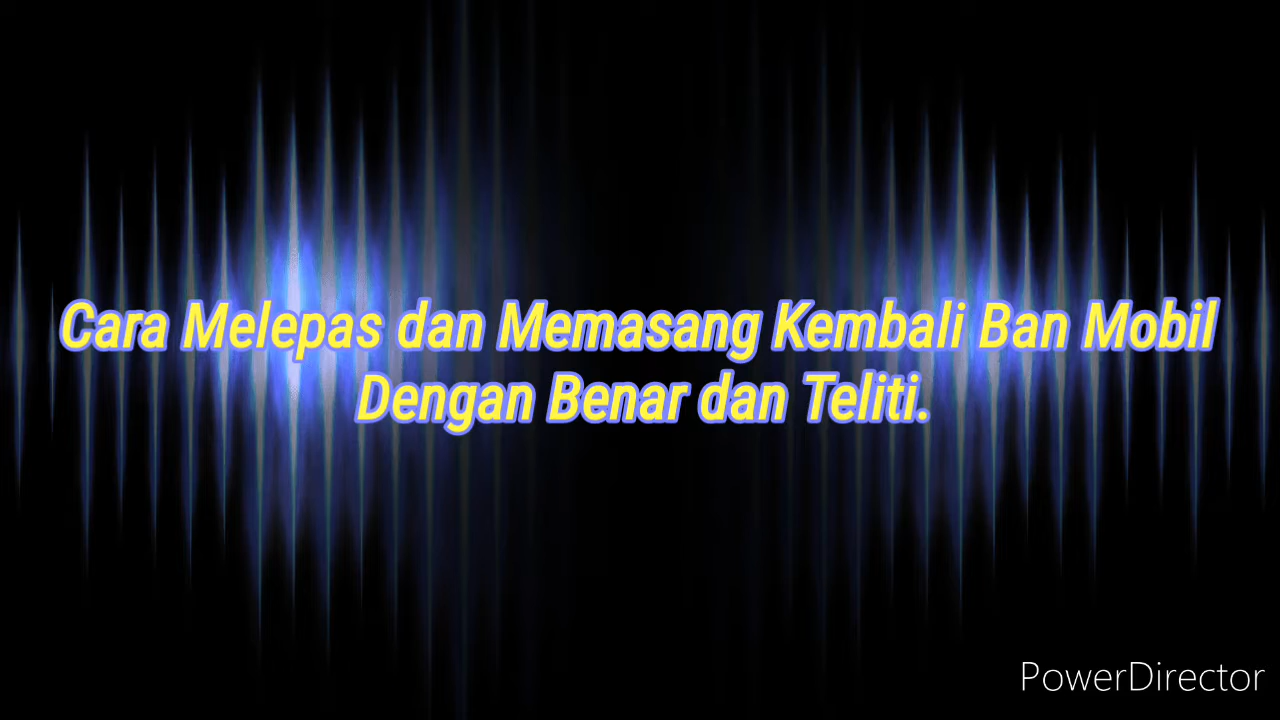 Cara Melepas dan Memasang Kembali Ban Mobil
Dengan Benar dan Teliti.
PowerDirector